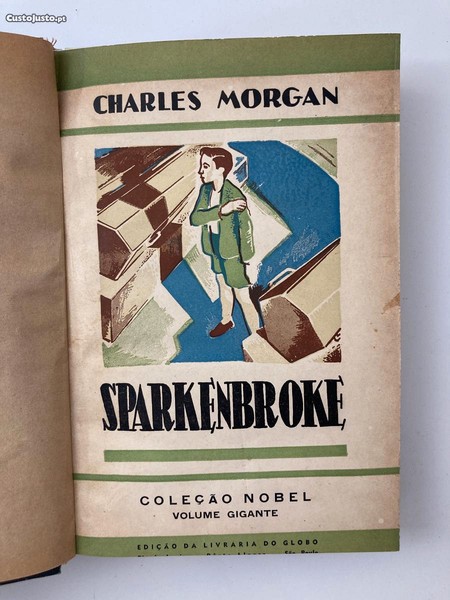 CustoJusto.pt
CHARLES MORGAN
SPARKENBROKE
COLEÇÃO NOBEL
VOLUME GIGANTE
EDIÇÃO DA LIVRARIA DO GLOBO